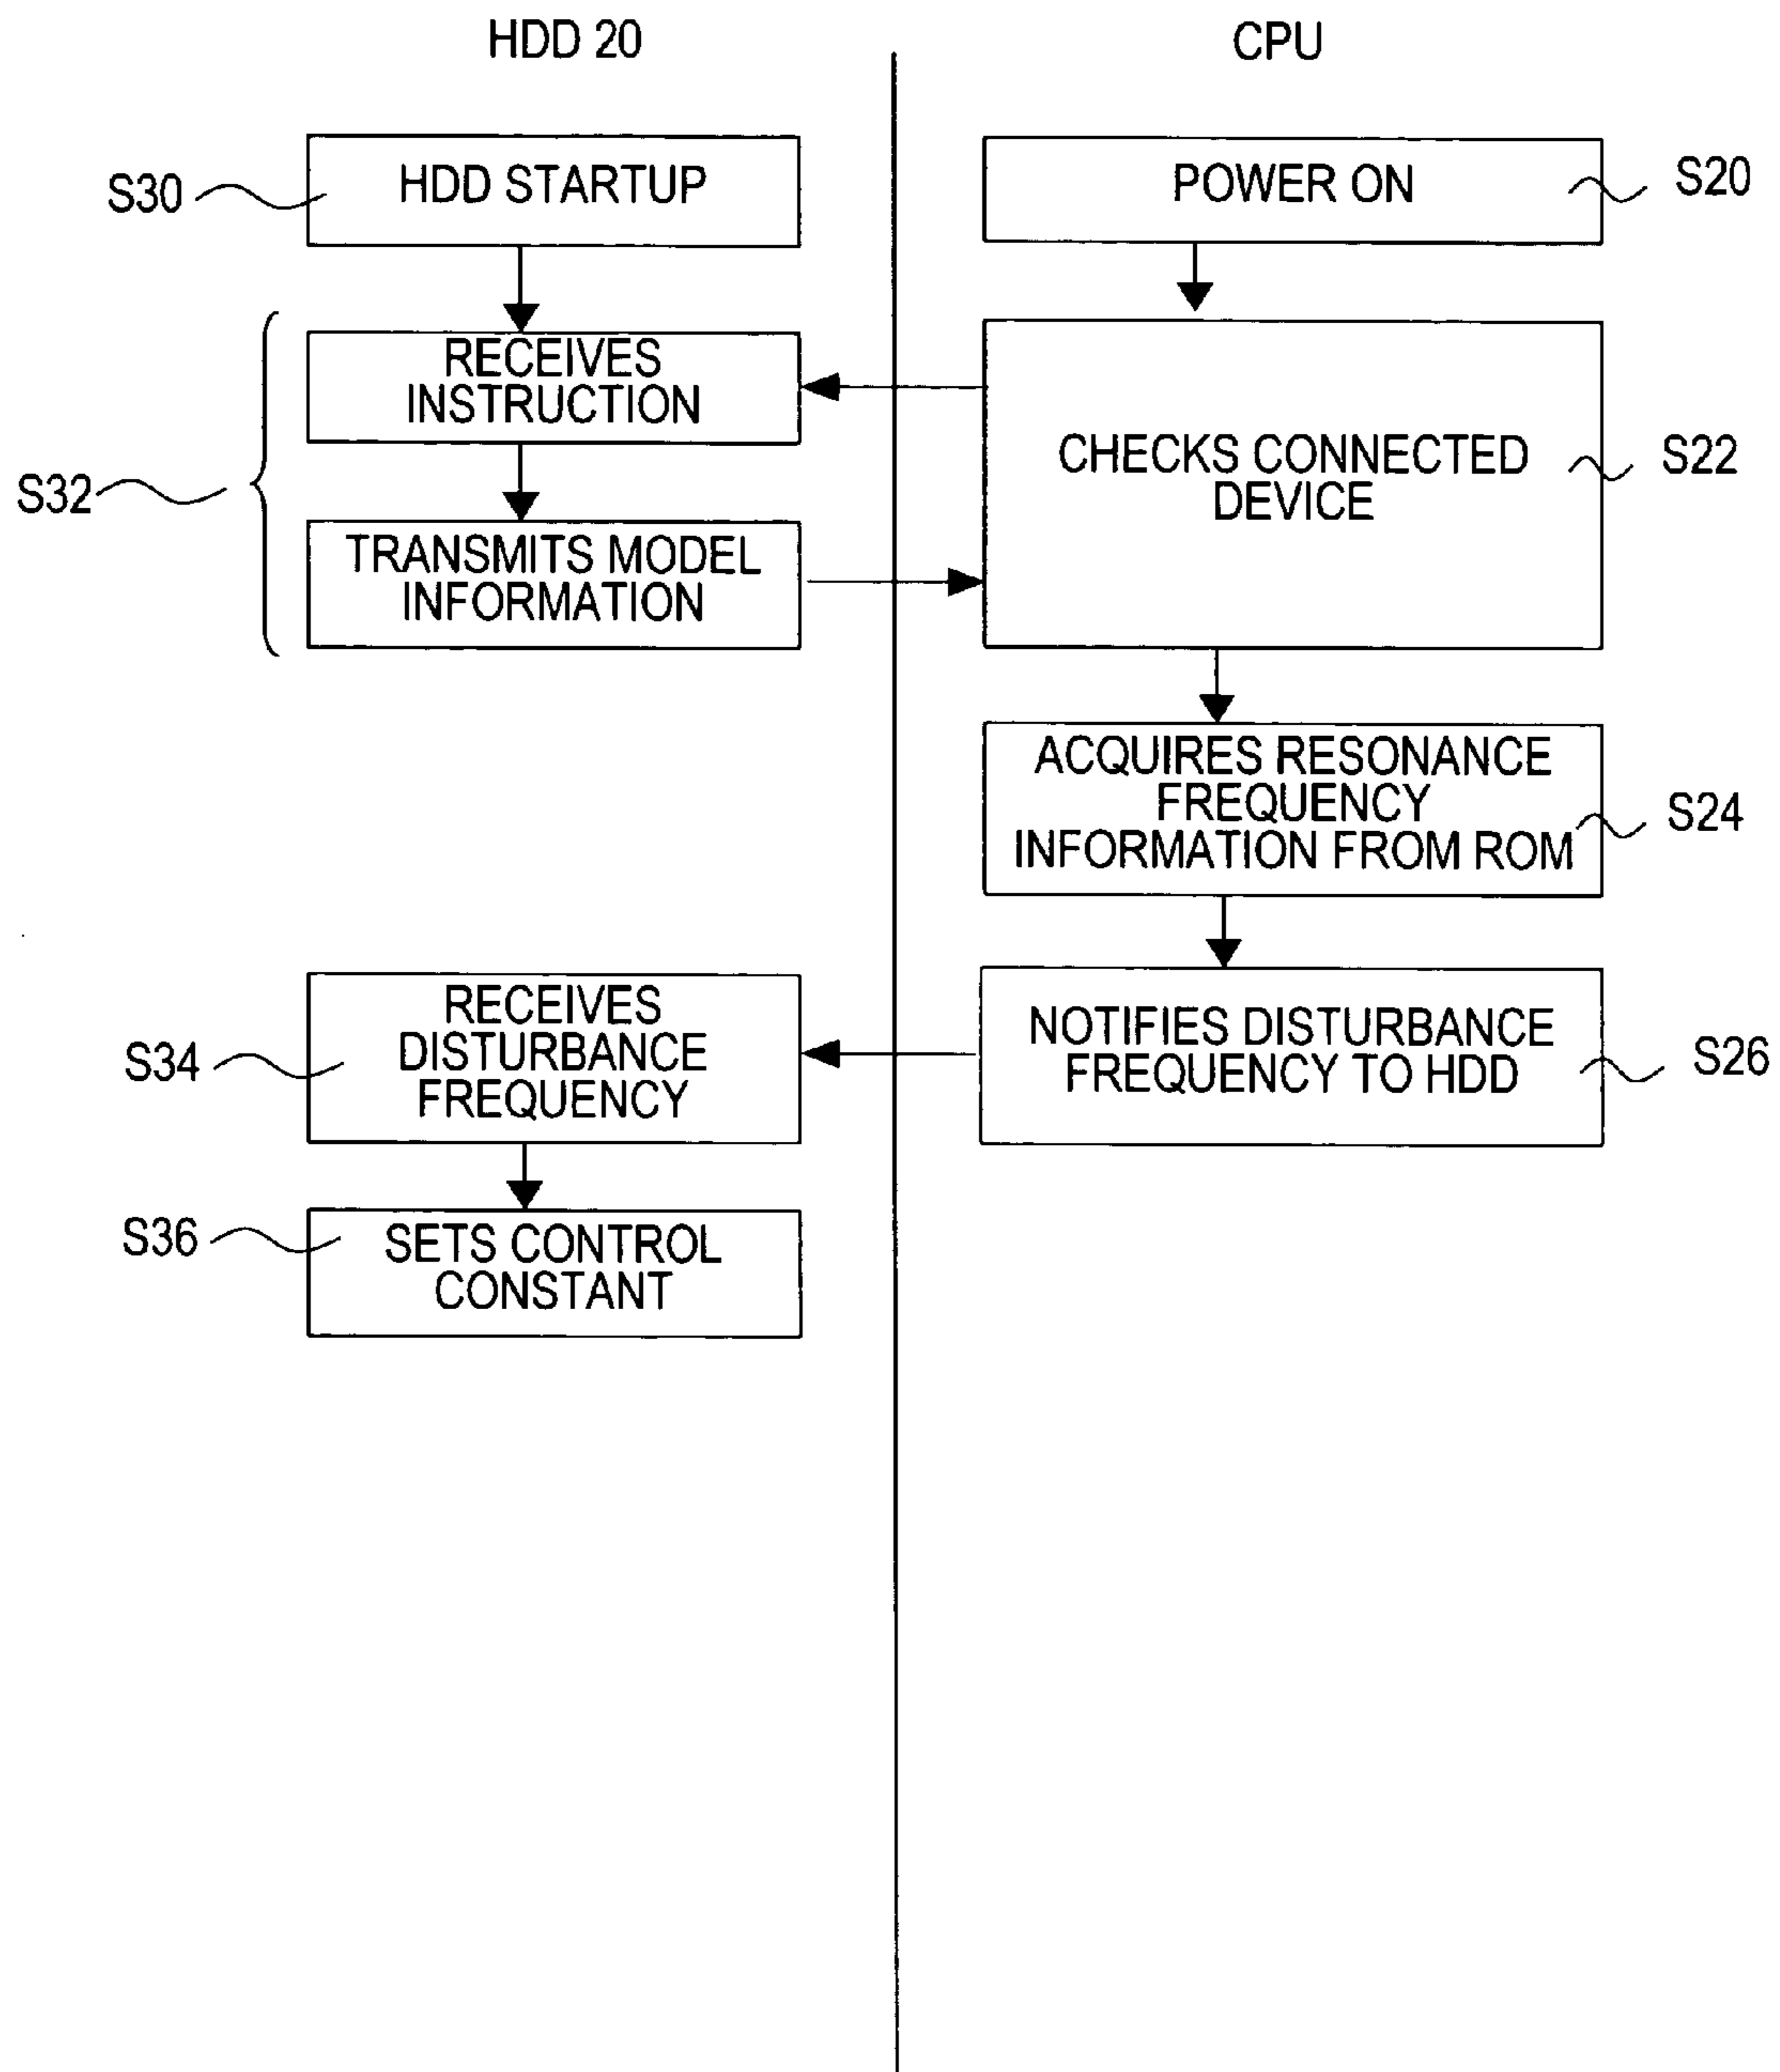 HDD 20
CPU
S30
HDD STARTUP
POWER ON
S20
S32
RECEIVES
INSTRUCTION
TRANSMITS MODEL
INFORMATION
CHECKS CONNECTED
DEVICE
S22
ACQUIRES RESONANCE
FREQUENCY
INFORMATION FROM ROM
S24
S34
RECEIVES
DISTURBANCE
FREQUENCY
NOTIFIES DISTURBANCE
FREQUENCY TO HDD
S26
S36
SETS CONTROL
CONSTANT